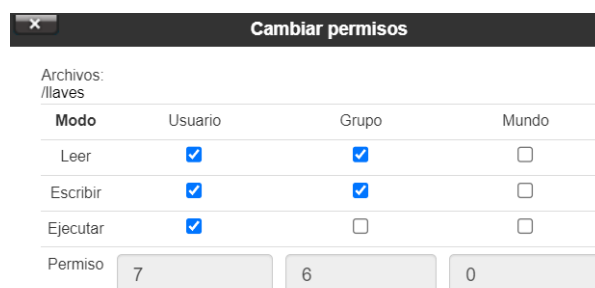 Cambiar permisos
Archivos:
/llaves
Modo Usuario Grupo Mundo
Leer
Escribir
Ejecutar
Permiso 7 6 0